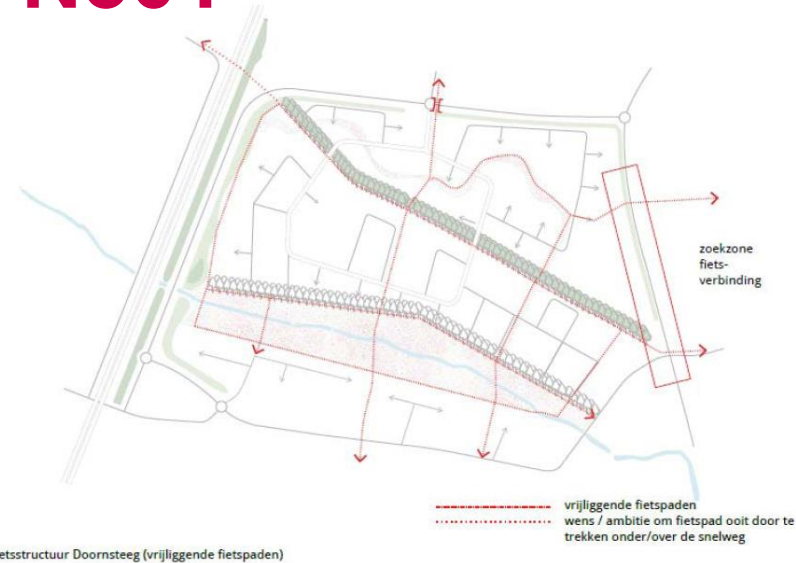 zoekzone
fiets-
verbinding
vrijliggende fietspaden
wens / ambitie om fietspad ooit door te
trekken onder/over de snelweg
etsstructuur Doornsteeg (vrijliggende fietspaden)